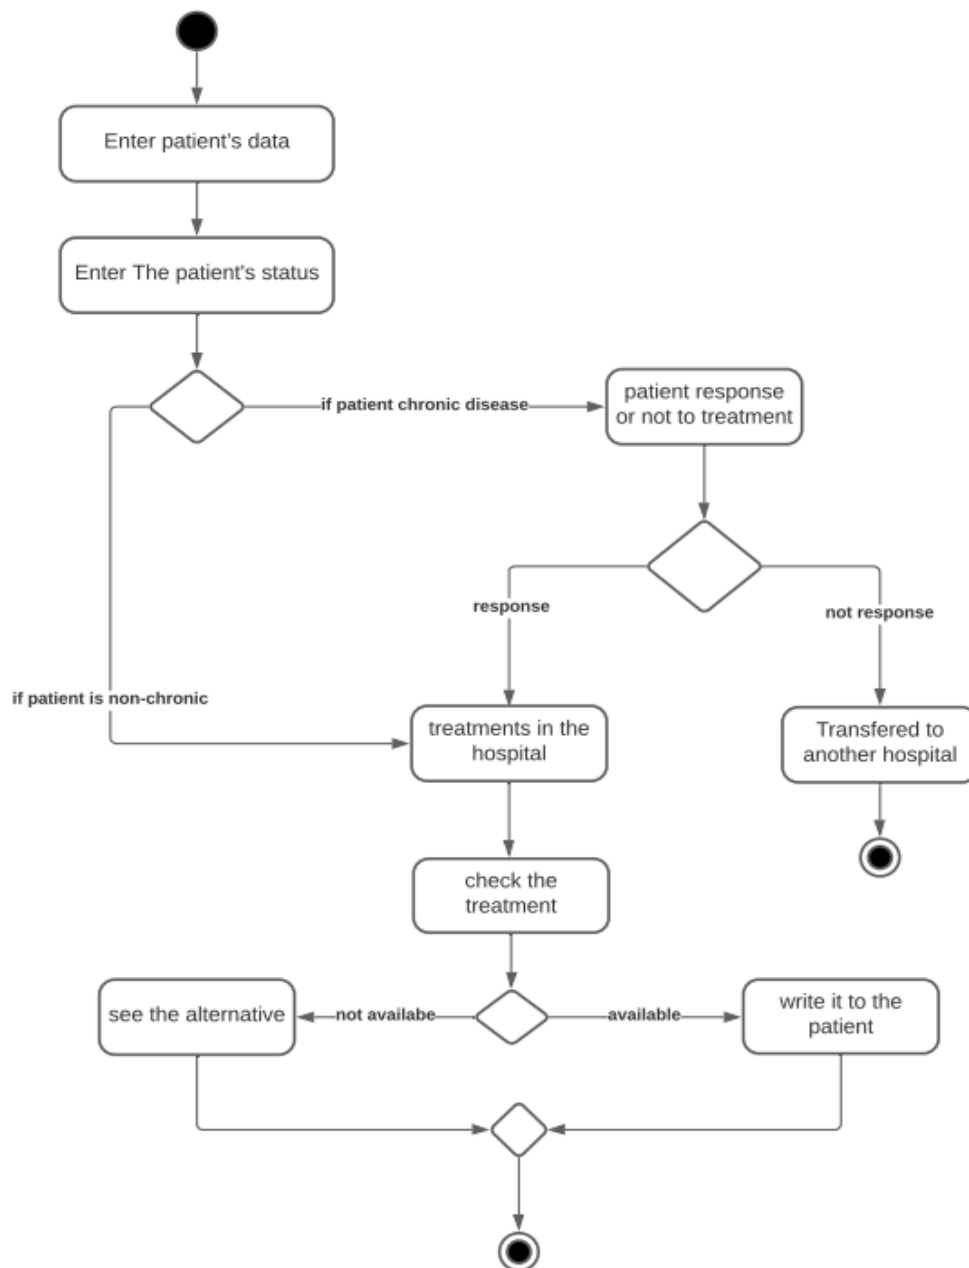 Enter patient's data
Enter The patient's status
if patient chronic disease
patient response
or not to treatment
response
not response
if patient is non-chronic
treatments in the
hospital
Transfered to
another hospital
check the
treatment
see the alternative
not availabe
available
write it to the
patient